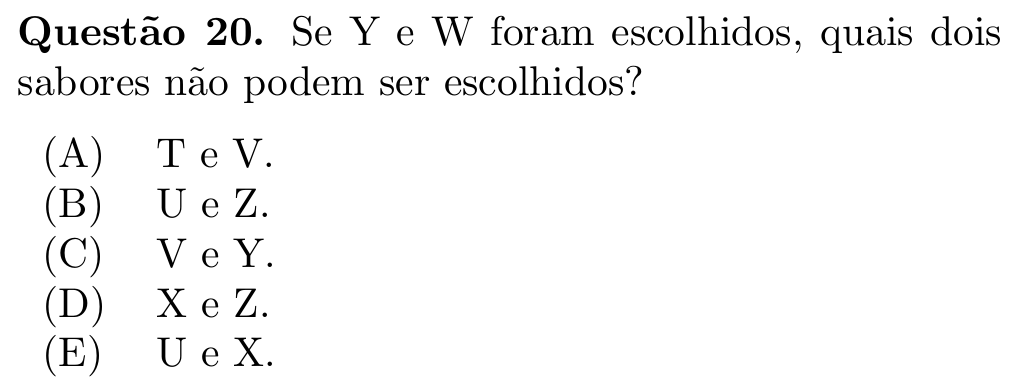 Questão 20. Se Y e W foram escolhidos, quais dois
sabores não podem ser escolhidos?
(A) T e V.
(B) U e Z.
(C) V e Y.
(D) X e Z.
(E) U e X.